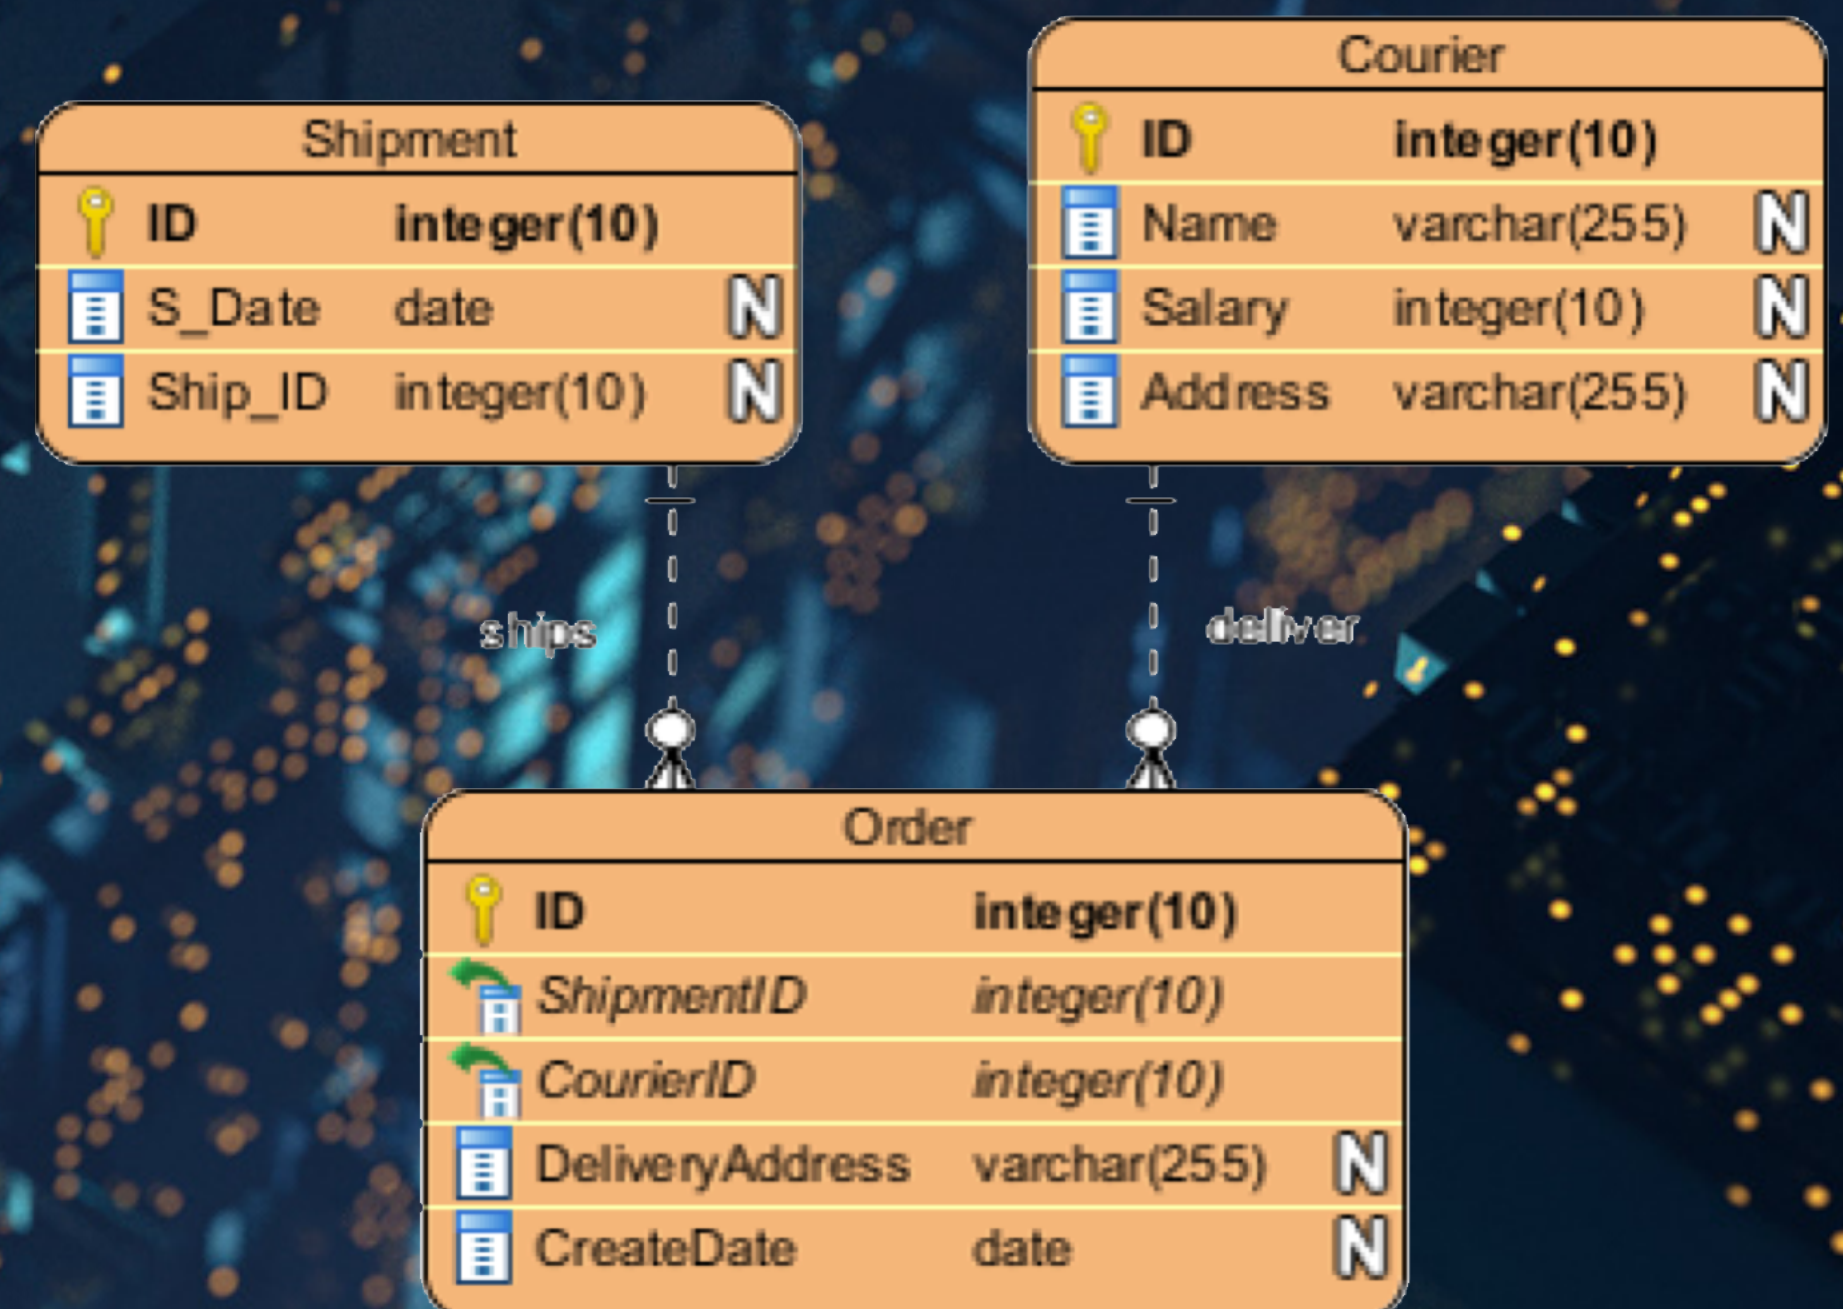 Shipment
ID integer(10)
S_Date date N
Ship_ID integer(10) N
Courier
ID integer(10)
Name varchar(255) N
Salary integer(10) N
Address varchar(255) N
ships
deliver
Order
ID integer(10)
ShipmentID integer(10)
CourierID integer(10)
DeliveryAddress varchar(255) N
CreateDate date N